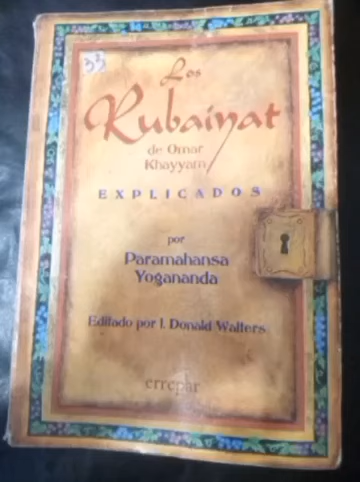 33
Los
Rubaiyat
de Omar
Khayyam
EXPLICADOS
por
Paramahansa
Yogananda
Editado por J. Donald Walters
errepar